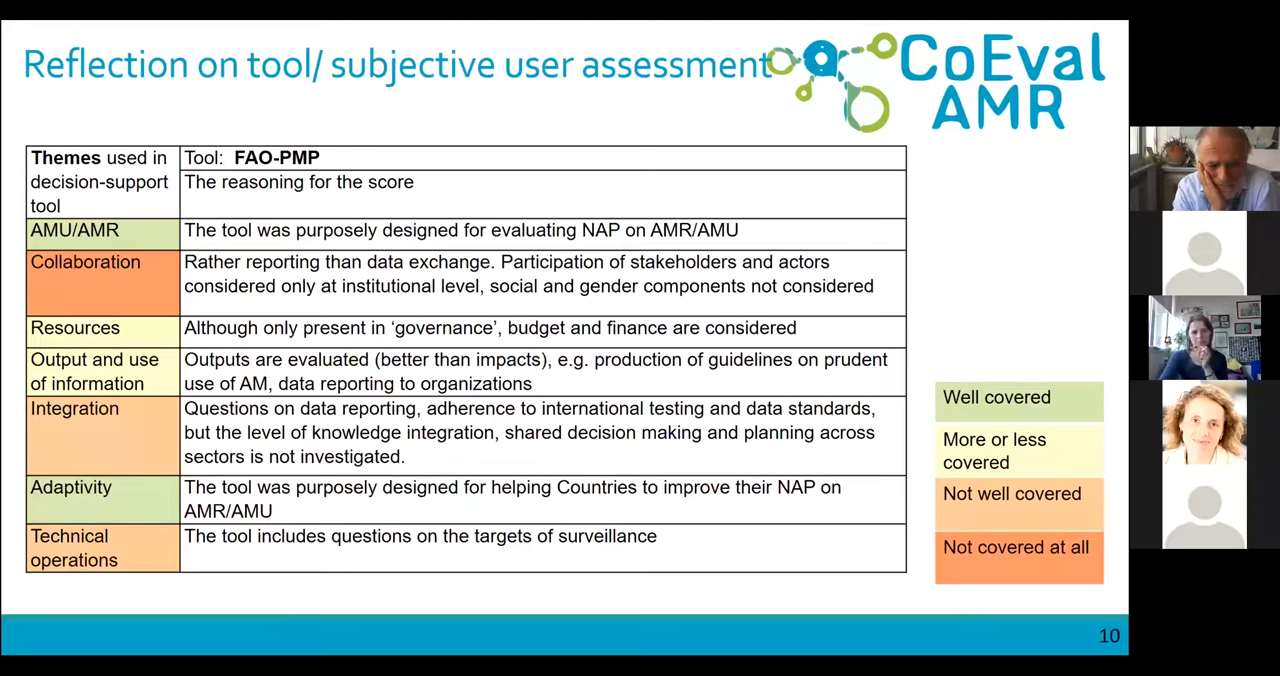 Reflection on tool/ subjective user assessment
CoEval
AMR
Themes used in
decision-support
tool
Tool: FAO-PMP
The reasoning for the score
AMU/AMR
The tool was purposely designed for evaluating NAP on AMR/AMU
Collaboration
Rather reporting than data exchange. Participation of stakeholders and actors
considered only at institutional level, social and gender components not considered
Resources
Although only present in ‘governance’, budget and finance are considered
Output and use
of information
Outputs are evaluated (better than impacts), e.g. production of guidelines on prudent
use of AM, data reporting to organizations
Integration
Questions on data reporting, adherence to international testing and data standards,
but the level of knowledge integration, shared decision making and planning across
sectors is not investigated.
Adaptivity
The tool was purposely designed for helping Countries to improve their NAP on
AMR/AMU
Technical
operations
The tool includes questions on the targets of surveillance
Well covered
More or less
covered
Not well covered
Not covered at all
10